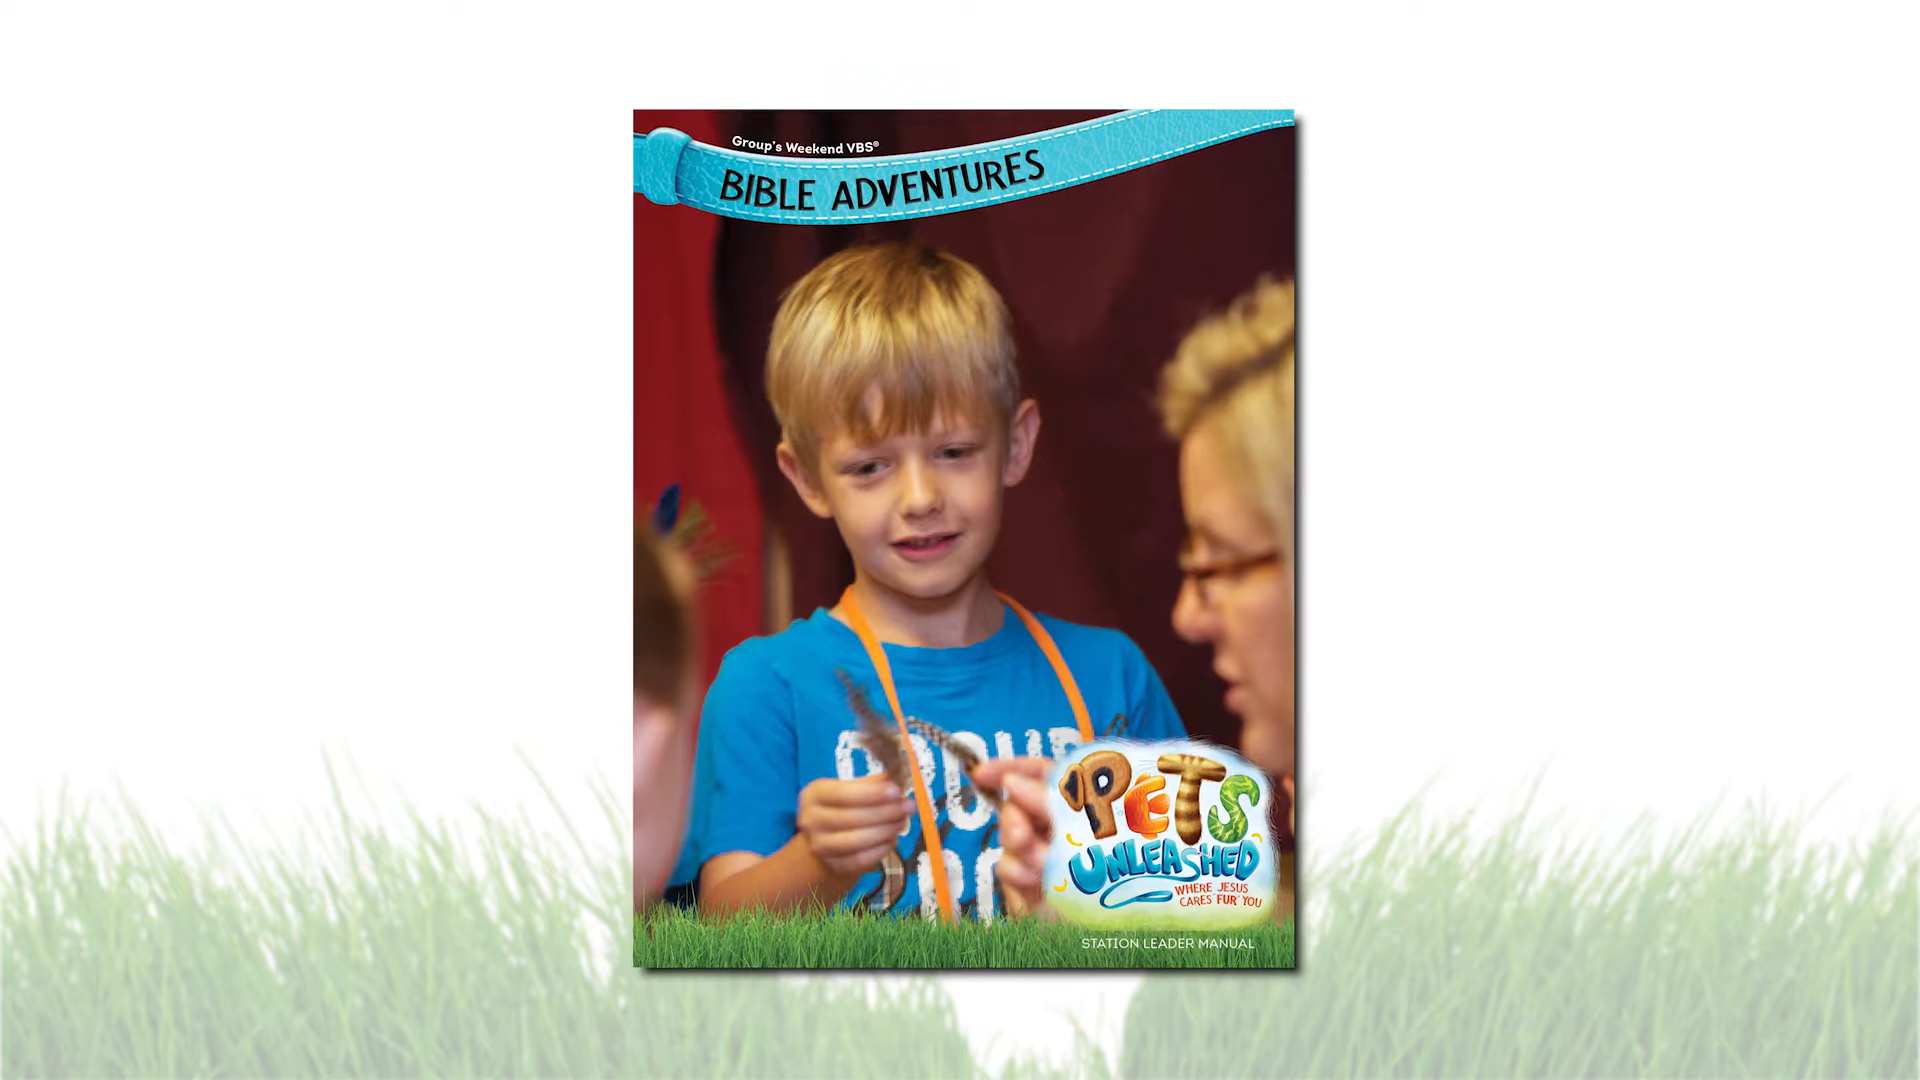 Group's Weekend VBS®
BIBLE ADVENTURES
PETS
UNLEASHED
WHERE JESUS
CARES "FUR" YOU
STATION LEADER MANUAL